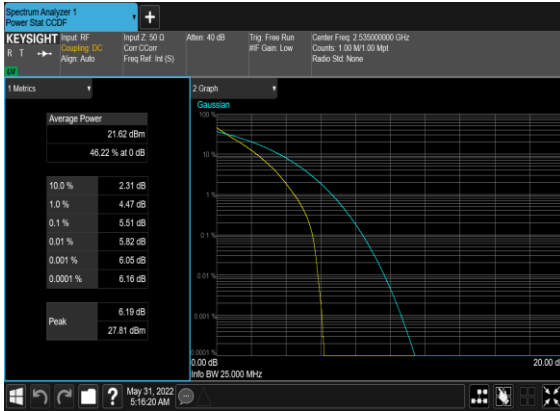 Spectrum Analyzer 1
Power Stat CCDF
KEYSIGHT
R T
LXI
Input: RF
Coupling: DC
Align: Auto
Input Z: 50 Ω
Corr CCorr
Freq Ref: Int (S)
Atten: 40 dB
Trig: Free Run
#IF Gain: Low
Center Freq: 2.535000000 GHz
Counts: 1.00 M/1.00 Mpt
Radio Std: None
1 Metrics
Average Power
21.62 dBm
46.22 % at 0 dB
10.0 % 2.31 dB
1.0 % 4.47 dB
0.1 % 5.51 dB
0.01 % 5.82 dB
0.001 % 6.05 dB
0.0001 % 6.16 dB
Peak
6.19 dB
27.81 dBm
2 Graph
Gaussian
100 %
10 %
1 %
0.1 %
0.01 %
0.001 %
0.0001 %
0.00 dB
20.00 d
Info BW 25.000 MHz
?
May 31, 2022
5:16:20 AM